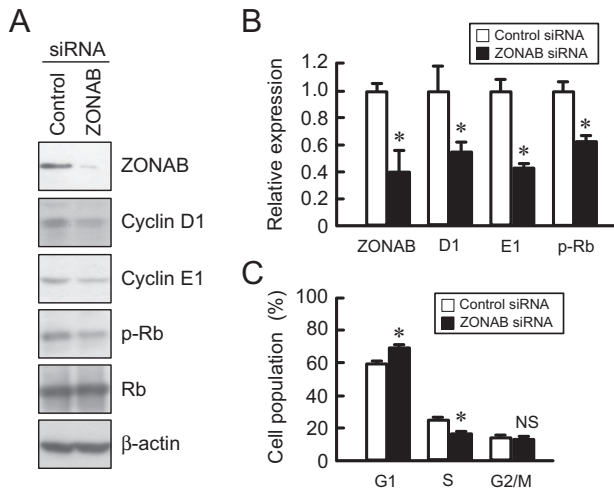 A
siRNA
Control
ZONAB
ZONAB
Cyclin D1
Cyclin E1
p-Rb
Rb
β-actin
B
Control siRNA
ZONAB siRNA
Relative expression
1.2
1.0
0.8
0.6
0.4
0.2
0
*
*
*
*
ZONAB D1 E1 p-Rb
C
Control siRNA
ZONAB siRNA
Cell population (%)
100
80
60
40
20
0
*
*
NS
G1 S G2/M